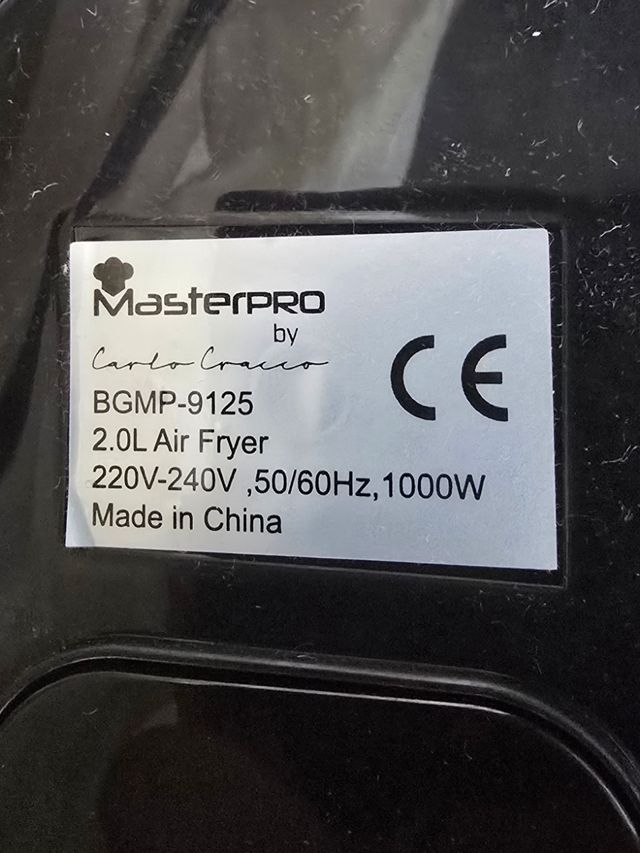 MasterPRO
by
Carlo Cracco
BGMP-9125
2.0L Air Fryer
220V-240V ,50/60Hz,1000W
Made in China
CE